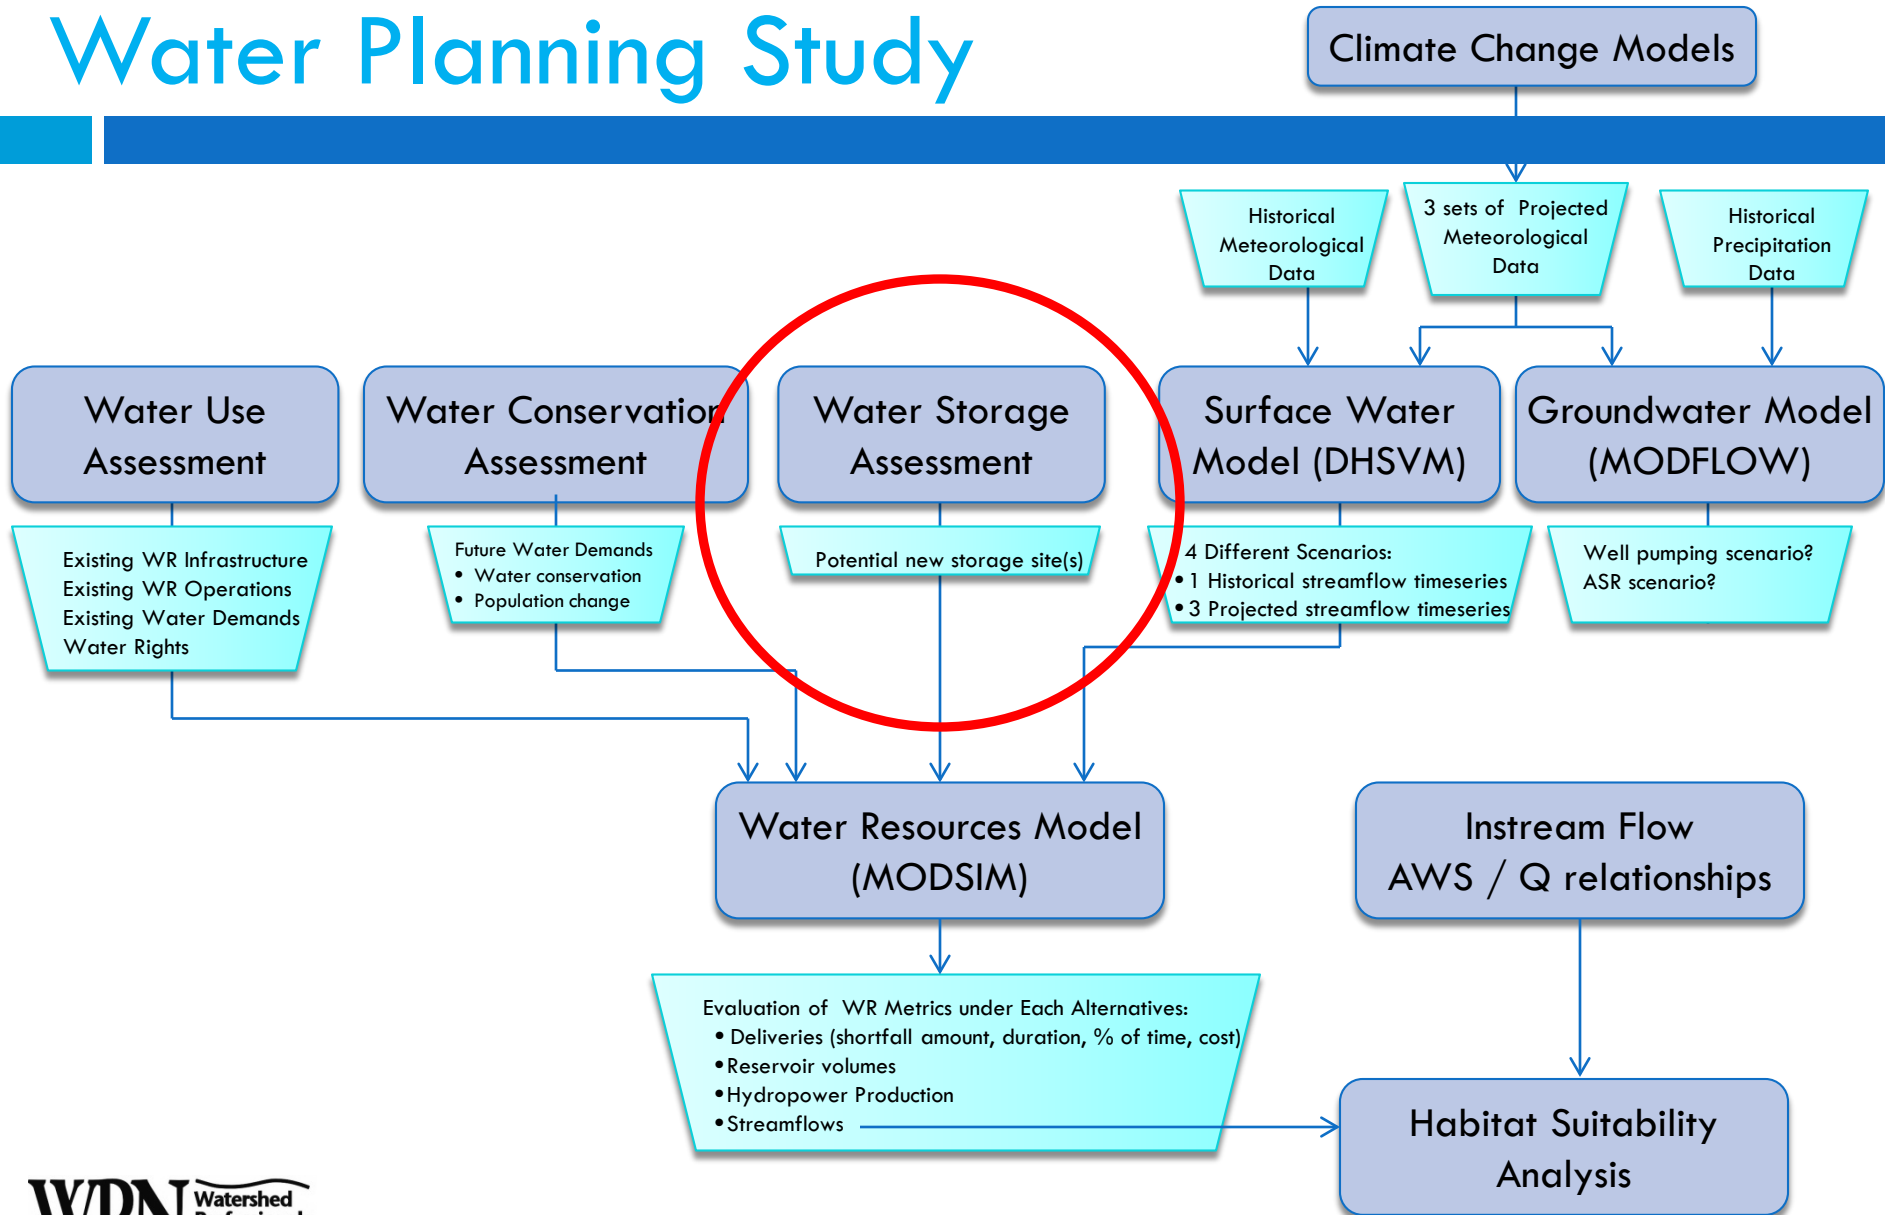 Water Planning Study
Climate Change Models
Historical
Meteorological
Data
3 sets of Projected
Meteorological
Data
Historical
Precipitation
Data
Water Use
Assessment
Water Conservation
Assessment
Water Storage
Assessment
Surface Water
Model (DHSVM)
Groundwater Model
(MODFLOW)
Existing WR Infrastructure
Existing WR Operations
Existing Water Demands
Water Rights
Future Water Demands
• Water conservation
• Population change
Potential new storage site(s)
4 Different Scenarios:
• 1 Historical streamflow timeseries
• 3 Projected streamflow timeseries
Well pumping scenario?
ASR scenario?
Water Resources Model
(MODSIM)
Instream Flow
AWS / Q relationships
Evaluation of WR Metrics under Each Alternatives:
• Deliveries (shortfall amount, duration, % of time, cost)
• Reservoir volumes
• Hydropower Production
• Streamflows
Habitat Suitability
Analysis
WPN Watershed